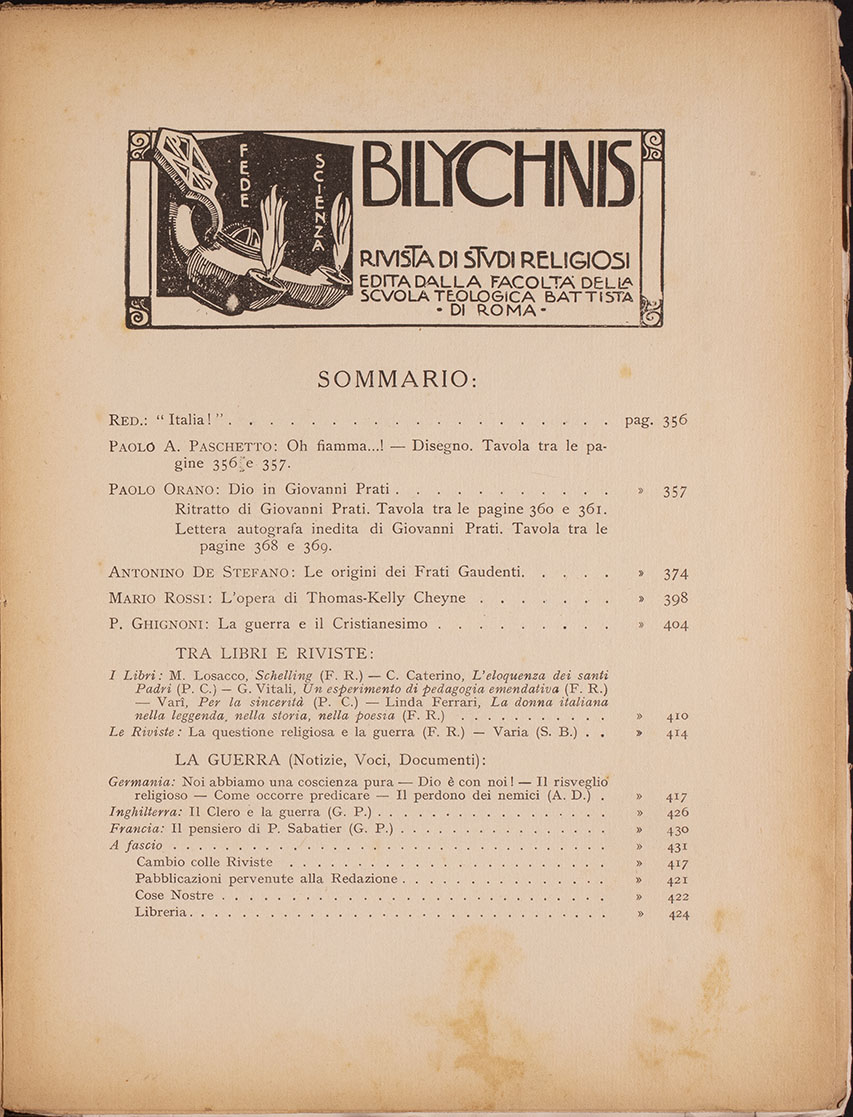 FEDE
SCIENZA
BILYCHNIS
RIVISTA DI STVDI RELIGIOSI
EDITA DALLA FACOLTA DELLA
SCVOLA TEOLOGICA BATTISTA
· DI ROMA ·
SOMMARIO:
RED.: “ Italia! ” . . . . . . . . . . . . . . . . . . . pag. 356
PAOLO A. PASCHETTO: Oh fiamma...! — Disegno. Tavola tra le pa-
gine 356 e 357.
PAOLO ORANO: Dio in Giovanni Prati . . . . . . . . . . . » 357
Ritratto di Giovanni Prati. Tavola tra le pagine 360 e 361.
Lettera autografa inedita di Giovanni Prati. Tavola tra le
pagine 368 e 369.
ANTONINO DE STEFANO: Le origini dei Frati Gaudenti. . . . . » 374
MARIO ROSSI: L'opera di Thomas-Kelly Cheyne . . . . . . . » 398
P. GHIGNONI: La guerra e il Cristianesimo . . . . . . . . . » 404
TRA LIBRI E RIVISTE:
I Libri: M. Losacco, Schelling (F. R.) — C. Caterino, L'eloquenza dei santi
Padri (P. C.) — G. Vitali, Un esperimento di pedagogia emendativa (F. R.)
— Varî, Per la sincerità (P. C.) — Linda Ferrari, La donna italiana
nella leggenda, nella storia, nella poesia (F. R.) . . . . . . . . . . . » 410
Le Riviste: La questione religiosa e la guerra (F. R.) — Varia (S. B.) . . » 414
LA GUERRA (Notizie, Voci, Documenti):
Germania: Noi abbiamo una coscienza pura — Dio è con noi! — Il risveglio
religioso — Come occorre predicare — Il perdono dei nemici (A. D.) . » 417
Inghilterra: Il Clero e la guerra (G. P.) . . . . . . . . . . . . . . . . . » 426
Francia: Il pensiero di P. Sabatier (G. P.) . . . . . . . . . . . . . . . . » 430
A fascio . . . . . . . . . . . . . . . . . . . . . . . . . . . . . . » 431
Cambio colle Riviste . . . . . . . . . . . . . . . . . . . . . . . » 417
Pabblicazioni pervenute alla Redazione . . . . . . . . . . . . . . . » 421
Cose Nostre . . . . . . . . . . . . . . . . . . . . . . . . . . . » 422
Libreria . . . . . . . . . . . . . . . . . . . . . . . . . . . . . » 424